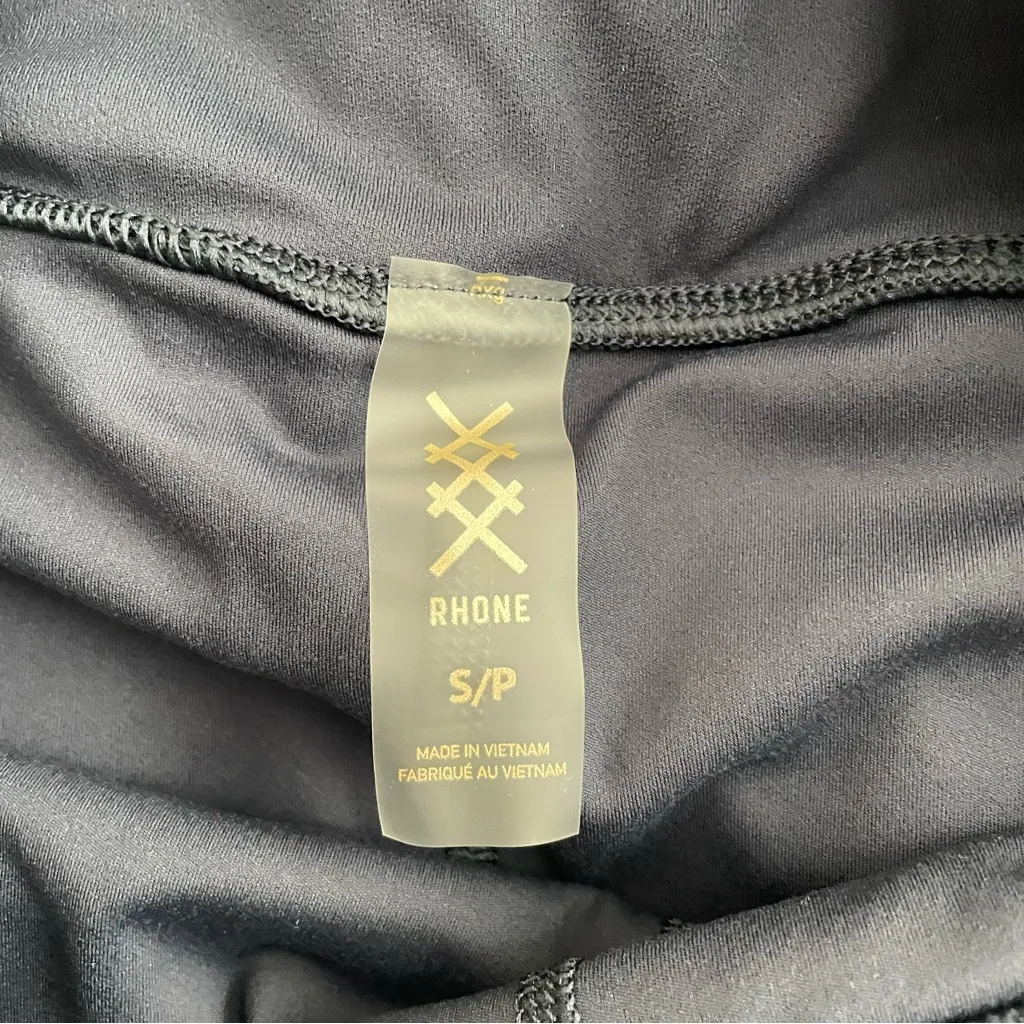 RHONE
S/P
MADE IN VIETNAM
FABRIQUÉ AU VIETNAM